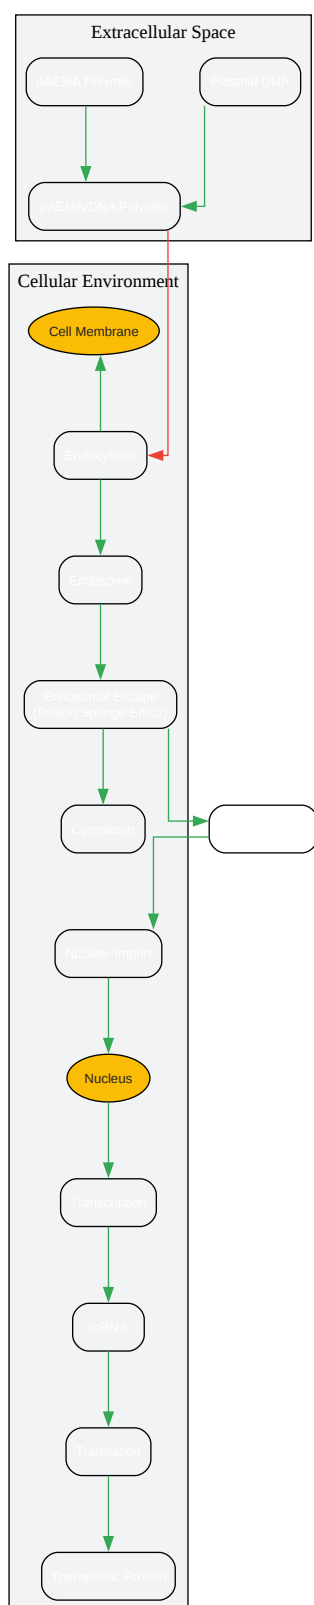 Extracellular Space
pAEMA Polymer
Plasmid DNA
pAEMA/DNA Polyplex
Cellular Environment
Cell Membrane
Endocytosis
Endosome
Endosomal Escape
(Proton Sponge Effect)
Cytoplasm
Nuclear Import
Nucleus
Transcription
mRNA
Translation
Therapeutic Protein